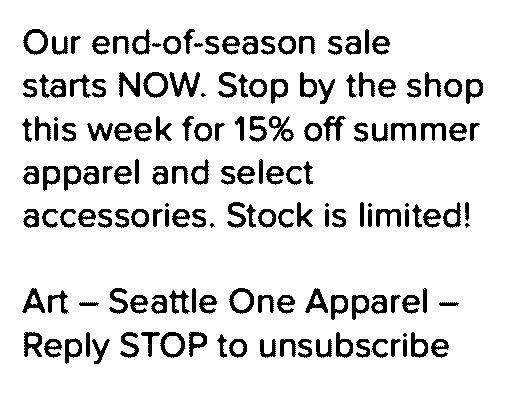 Our end-of-season sale
starts NOW. Stop by the shop
this week for 15% off summer
apparel and select
accessories. Stock is limited!
Art – Seattle One Apparel –
Reply STOP to unsubscribe